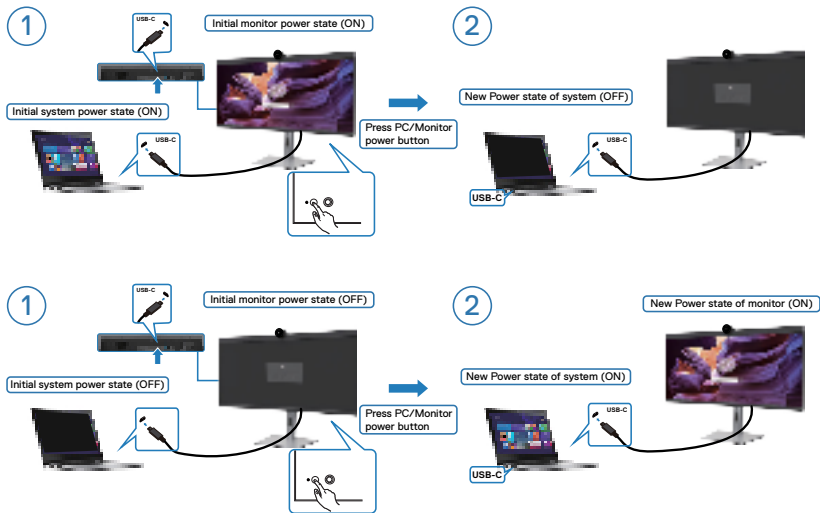 1
USB-C
Initial monitor power state (ON)
Initial system power state (ON)
USB-C
Press PC/Monitor
power button
2
New Power state of system (OFF)
USB-C
USB-C
1
USB-C
Initial monitor power state (OFF)
Initial system power state (OFF)
Press PC/Monitor
power button
2
New Power state of monitor (ON)
New Power state of system (ON)
USB-C
USB-C